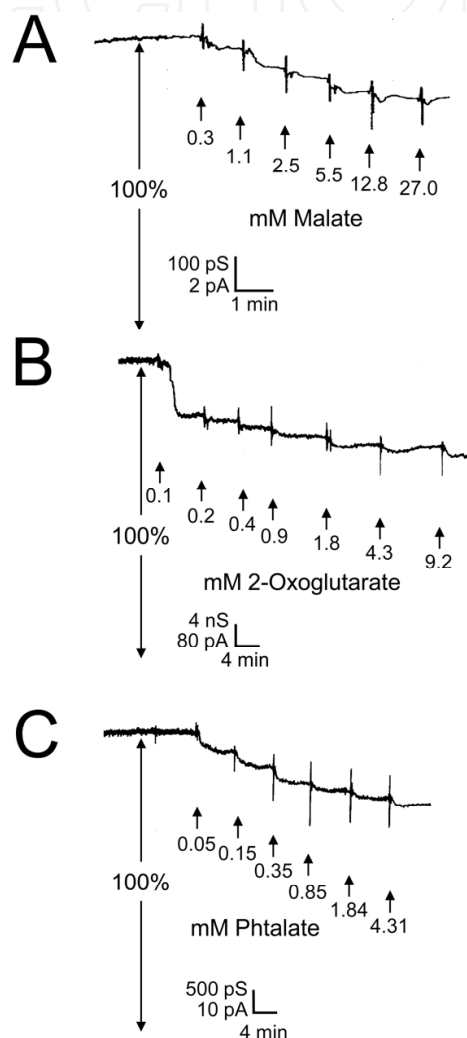 A
0.3
1.1
2.5
5.5
12.8
27.0
100%
mM Malate
100 pS
2 pA
1 min
B
0.1
0.2
0.4
0.9
1.8
4.3
9.2
100%
mM 2-Oxoglutarate
4 nS
80 pA
4 min
C
0.05
0.15
0.35
0.85
1.84
4.31
100%
mM Phtalate
500 pS
10 pA
4 min